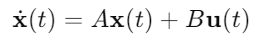 ẋ(t) = Ax(t) + Bu(t)